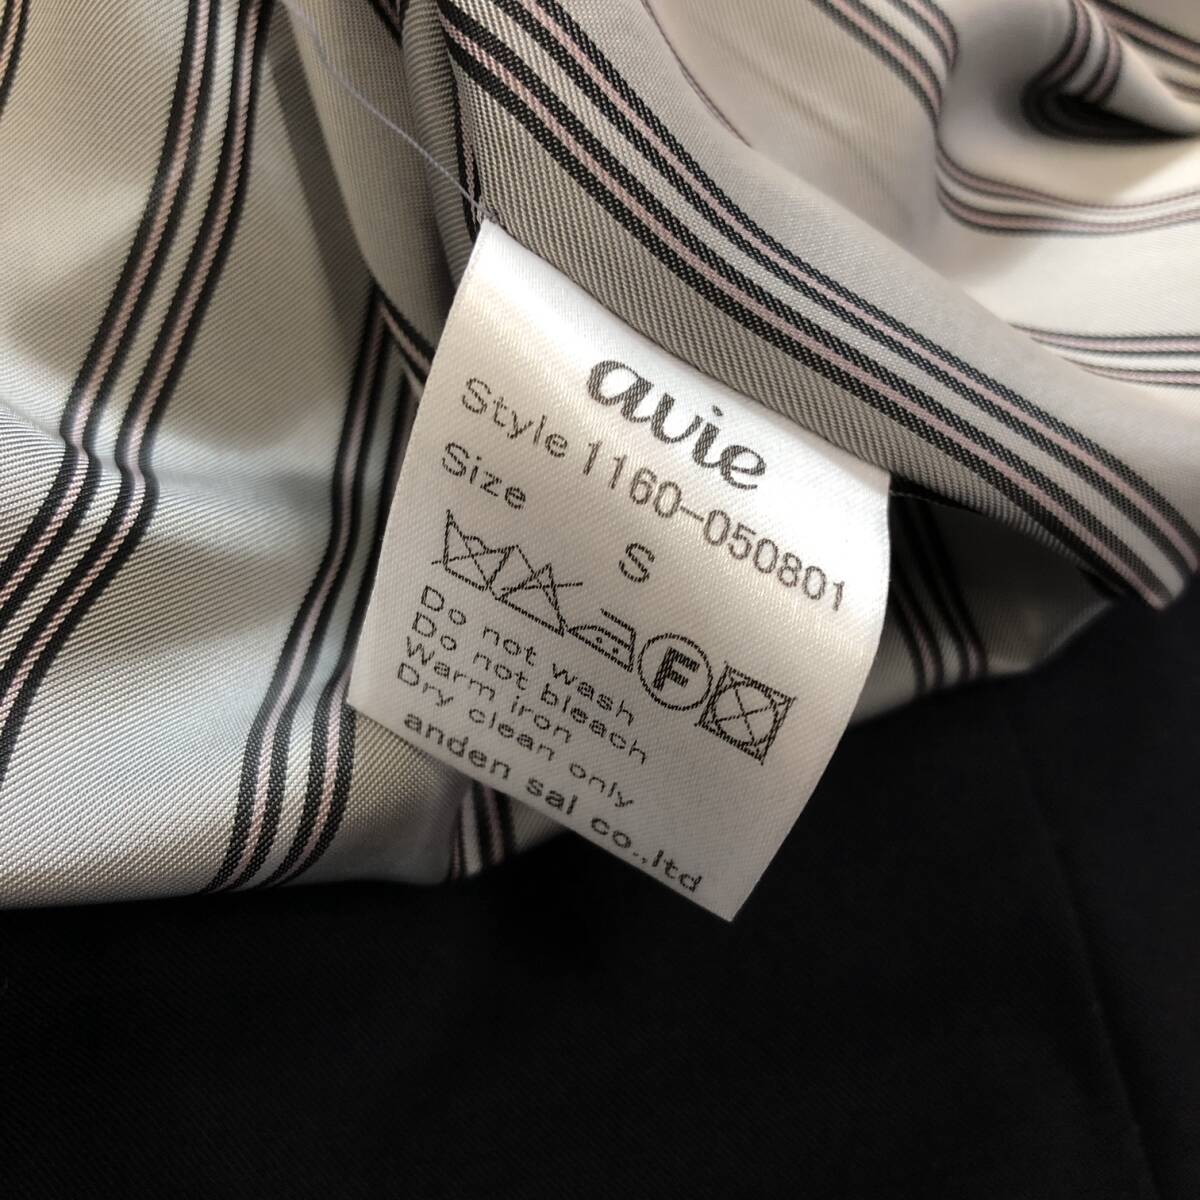 avie
Style 1160-050801
Size S
F
Do not wash
Do not bleach
Warm iron
Dry clean only
anden sal co.,ltd